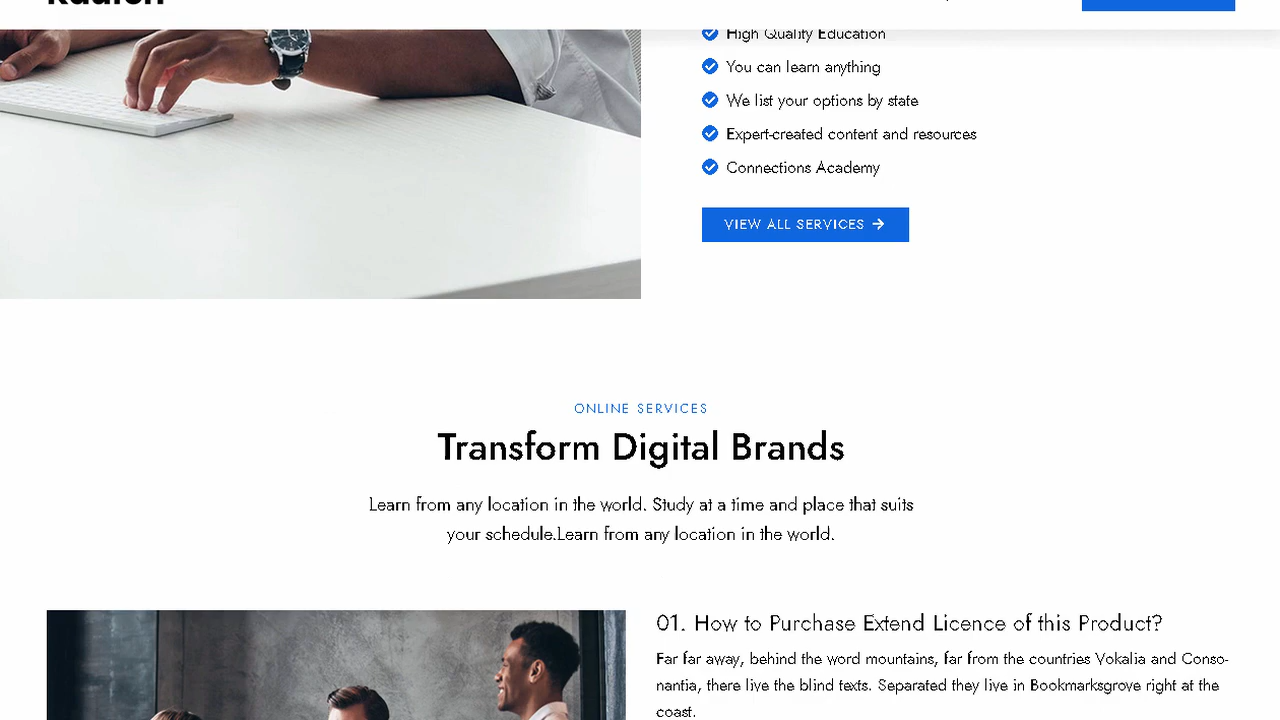 High Quality Education
You can learn anything
We list your options by state
Expert-created content and resources
Connections Academy
VIEW ALL SERVICES
ONLINE SERVICES
Transform Digital Brands
Learn from any location in the world. Study at a time and place that suits
your schedule.Learn from any location in the world.
01. How to Purchase Extend Licence of this Product?
Far far away, behind the word mountains, far from the countries Vokalia and Conso-
nantia, there live the blind texts. Separated they live in Bookmarksgrove right at the
coast.